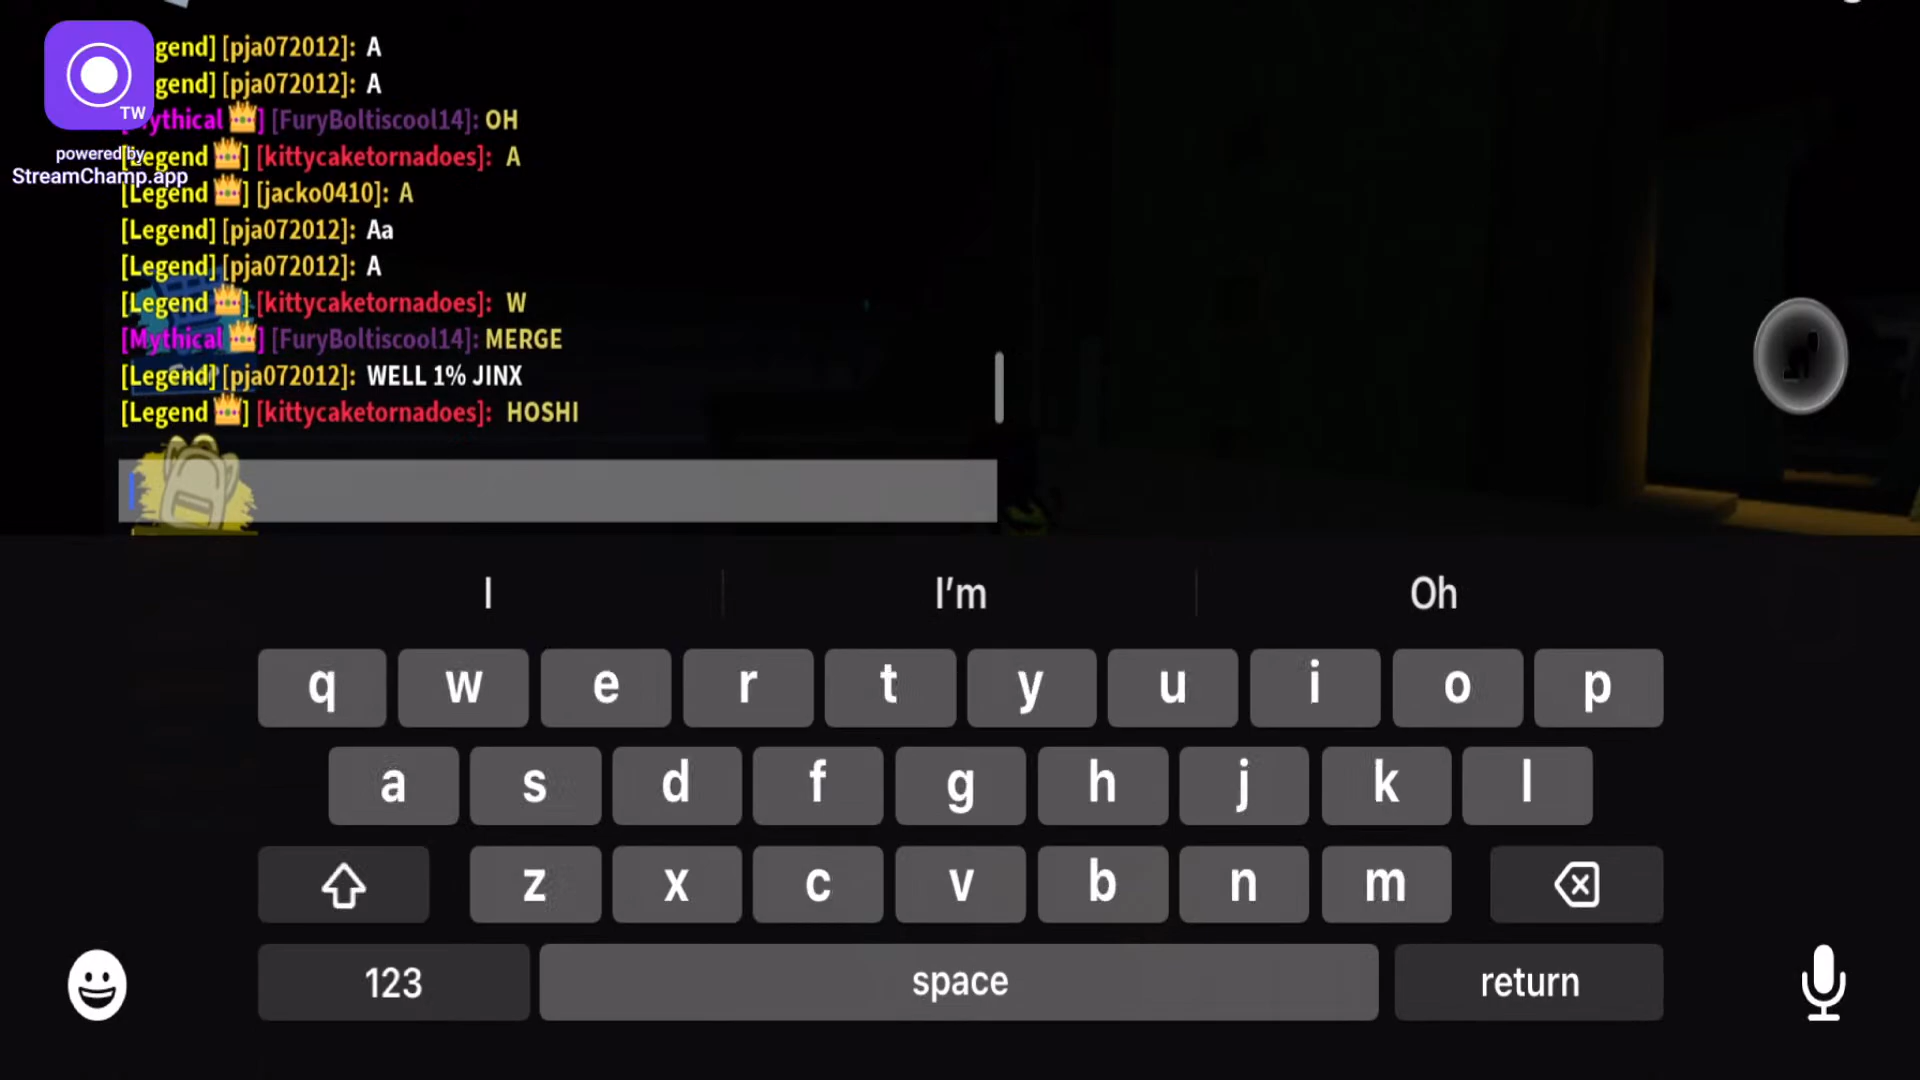 gend] [pja072012]: A
gend] [pja072012]: A
TW
ythical 👑] [FuryBoltiscool14]: OH
powered by
[Legend 👑] [kittycaketornadoes]: A
StreamChamp.app
[Legend 👑] [jacko0410]: A
[Legend] [pja072012]: Aa
[Legend] [pja072012]: A
[Legend 👑] [kittycaketornadoes]: W
[Mythical 👑] [FuryBoltiscool14]: MERGE
[Legend] [pja072012]: WELL 1% JINX
[Legend 👑] [kittycaketornadoes]: HOSHI
I I’m Oh
q w e r t y u i o p
a s d f g h j k l
z x c v b n m
123 space return